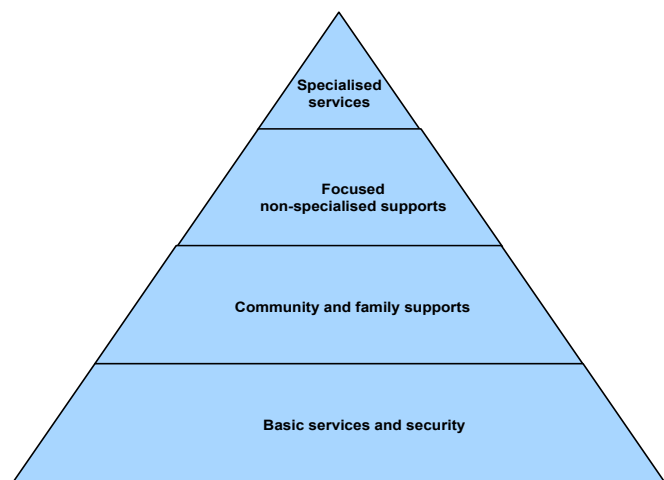 Specialised
services
Focused
non-specialised supports
Community and family supports
Basic services and security